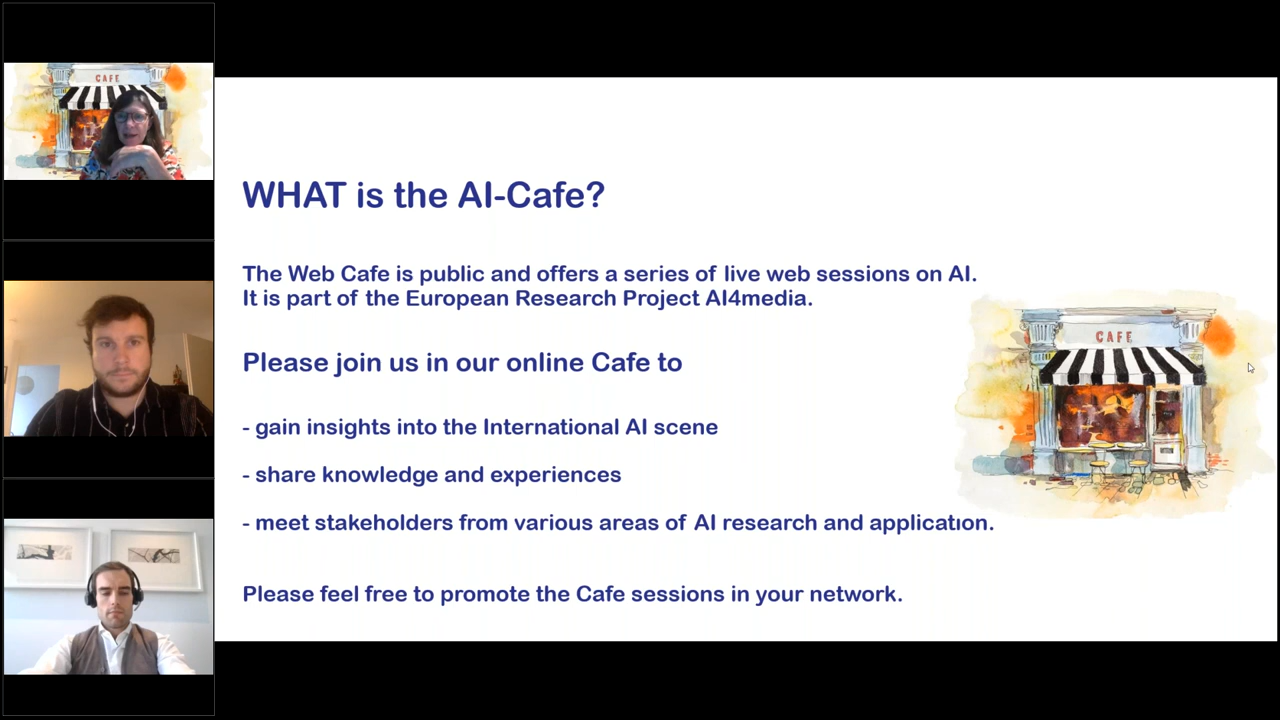 CAFE
WHAT is the AI-Cafe?
The Web Cafe is public and offers a series of live web sessions on AI.
It is part of the European Research Project AI4media.
CAFE
Please join us in our online Cafe to
- gain insights into the International AI scene
- share knowledge and experiences
- meet stakeholders from various areas of AI research and application.
Please feel free to promote the Cafe sessions in your network.